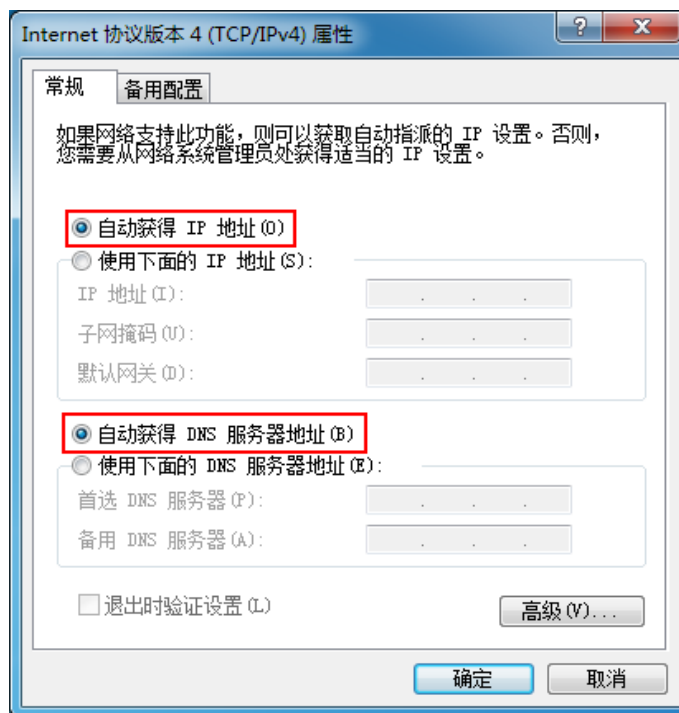 Internet 协议版本 4 (TCP/IPv4) 属性
?
X
常规
备用配置
如果网络支持此功能，则可以获取自动指派的 IP 设置。否则，
您需要从网络系统管理员处获得适当的 IP 设置。
自动获得 IP 地址(O)
使用下面的 IP 地址(S):
IP 地址(I):
子网掩码(U):
默认网关(D):
自动获得 DNS 服务器地址(B)
使用下面的 DNS 服务器地址(E):
首选 DNS 服务器(P):
备用 DNS 服务器(A):
退出时验证设置(L)
高级(V)...
确定
取消